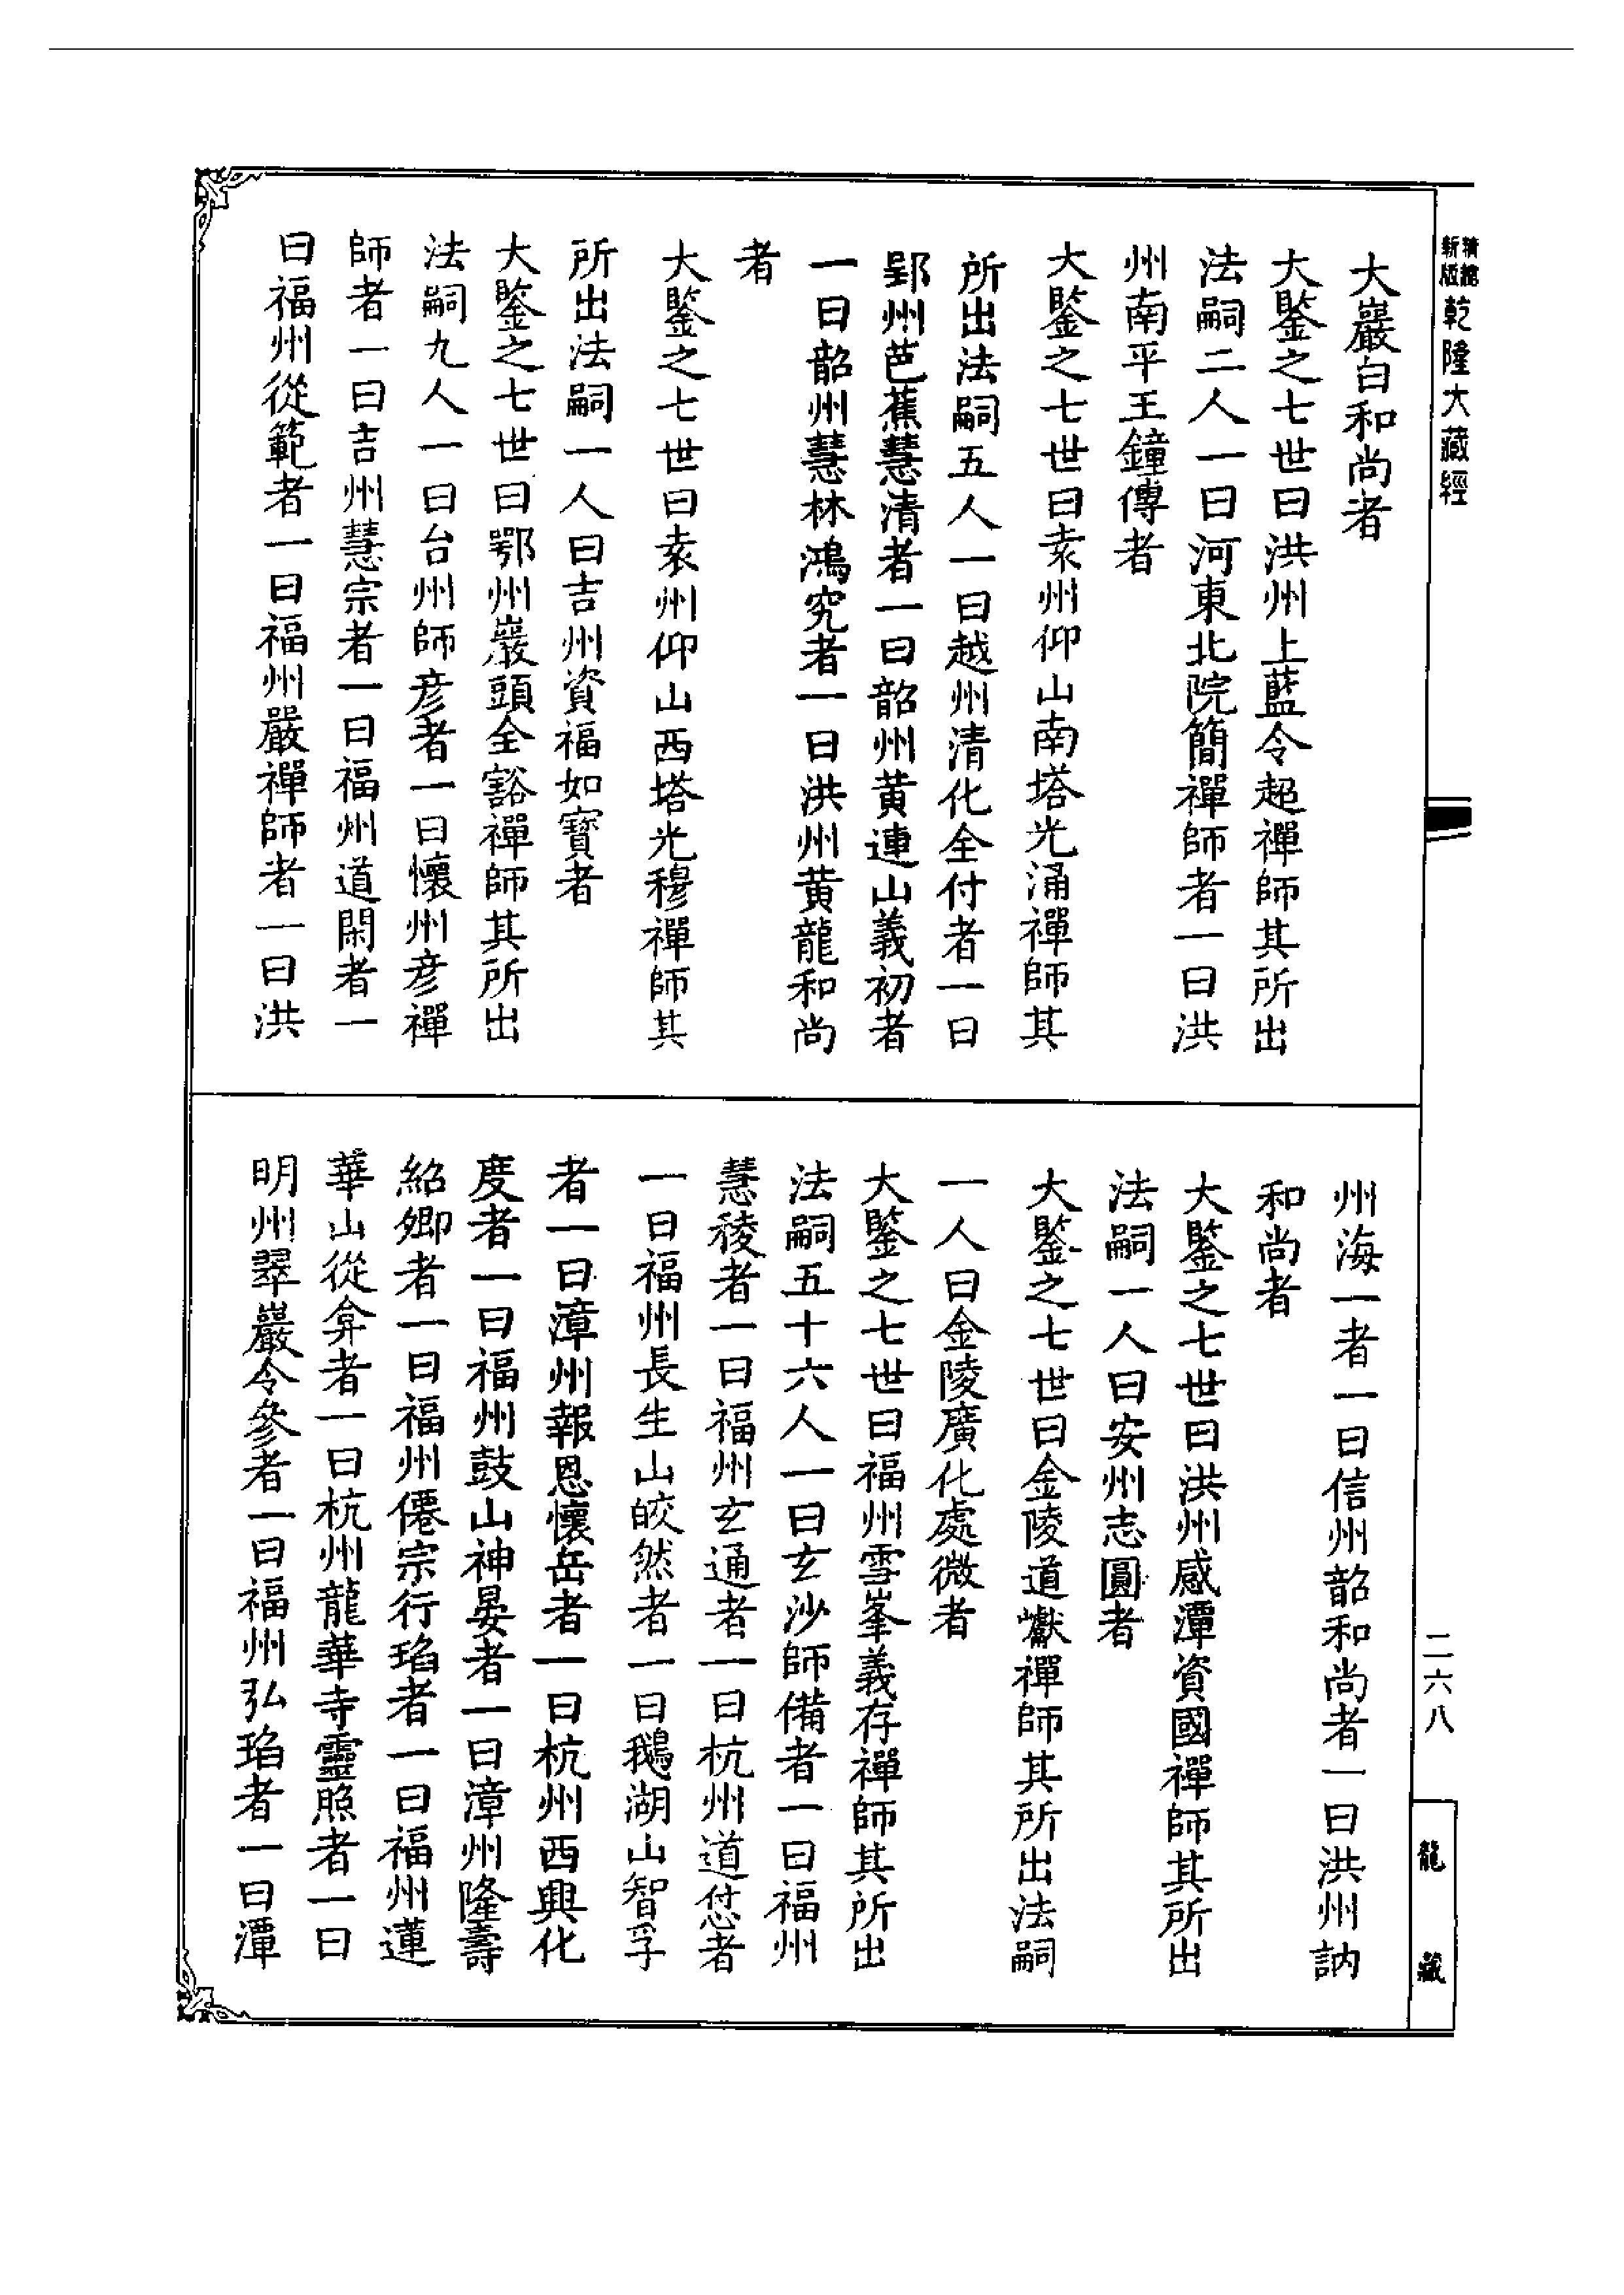 精縮
新版
乾隆大藏經
大巖白和尚者
大鑒之七世曰洪州上藍令超禪師其所出
法嗣二人一曰河東北院簡禪師者一曰洪
州南平王鐘傳者
大鑒之七世曰袁州仰山南塔光涌禪師其
所出法嗣五人一曰越州清化全付者一曰
郢州芭蕉慧清者一曰韶州黄連山義初者
一曰韶州慧林鴻究者一曰洪州黄龍和尚
者
大鑒之七世曰袁州仰山西塔光穆禪師其
所出法嗣一人曰吉州資福如寶者
大鑒之七世曰鄂州巖頭全豁禪師其所出
法嗣九人一曰台州師彦者一曰懷州彦禪
師者一曰吉州慧宗者一曰福州道閑者一
曰福州從範者一曰福州嚴禪師者一曰洪
州海一者一曰信州韶和尚者一曰洪州訥
和尚者
大鑒之七世曰洪州感潭資國禪師其所出
法嗣一人曰安州志圓者
大鑒之七世曰金陵道巘禪師其所出法嗣
一人曰金陵廣化處微者
大鑒之七世曰福州雪峯義存禪師其所出
法嗣五十六人一曰玄沙師備者一曰福州
慧稜者一曰福州玄通者一曰杭州道怤者
一曰福州長生山皎然者一曰鵝湖山智孚
者一曰漳州報恩懷岳者一曰杭州西興化
度者一曰福州鼓山神晏者一曰漳州隆壽
紹卿者一曰福州僊宗行瑫者一曰福州蓮
華山從弇者一曰杭州龍華寺靈照者一曰
明州翠巖令參者一曰福州弘瑫者一曰潭
二六八
龍藏